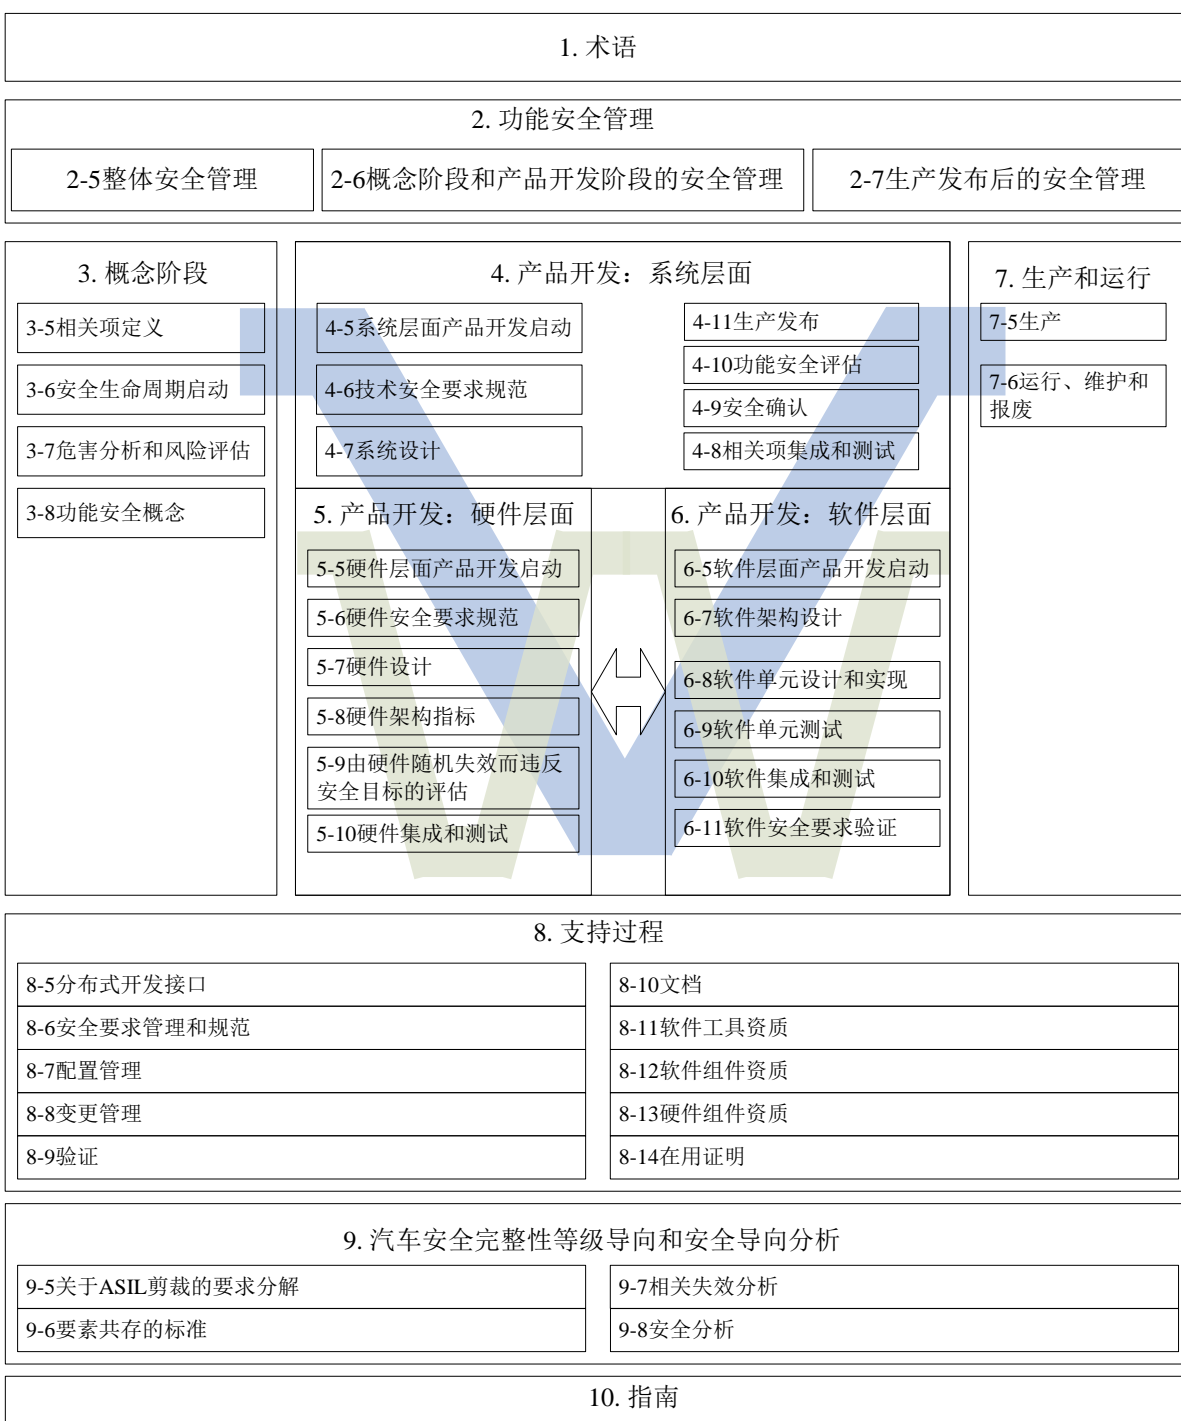 1. 术语
2. 功能安全管理
2-5整体安全管理
2-6概念阶段和产品开发阶段的安全管理
2-7生产发布后的安全管理
3. 概念阶段
3-5相关项定义
3-6安全生命周期启动
3-7危害分析和风险评估
3-8功能安全概念
4. 产品开发：系统层面
4-5系统层面产品开发启动
4-6技术安全要求规范
4-7系统设计
4-11生产发布
4-10功能安全评估
4-9安全确认
4-8相关项集成和测试
5. 产品开发：硬件层面
5-5硬件层面产品开发启动
5-6硬件安全要求规范
5-7硬件设计
5-8硬件架构指标
5-9由硬件随机失效而违反
安全目标的评估
5-10硬件集成和测试
6. 产品开发：软件层面
6-5软件层面产品开发启动
6-7软件架构设计
6-8软件单元设计和实现
6-9软件单元测试
6-10软件集成和测试
6-11软件安全要求验证
7. 生产和运行
7-5生产
7-6运行、维护和
报废
8. 支持过程
8-5分布式开发接口
8-6安全要求管理和规范
8-7配置管理
8-8变更管理
8-9验证
8-10文档
8-11软件工具资质
8-12软件组件资质
8-13硬件组件资质
8-14在用证明
9. 汽车安全完整性等级导向和安全导向分析
9-5关于ASIL剪裁的要求分解
9-6要素共存的标准
9-7相关失效分析
9-8安全分析
10. 指南